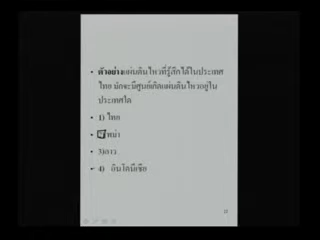 ตัวอย่างแผ่นดินไหวที่รู้สึกได้ในประเทศ
ไทย มักจะมีศูนย์เกิดแผ่นดินไหวอยู่ใน
ประเทศใด
1) ไทย
พม่า
3)ลาว
4) อินโดนีเซีย